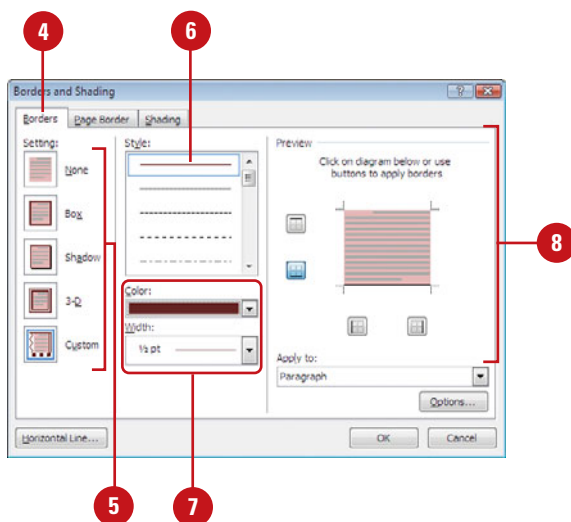 4
6
Borders and Shading
?
Borders
Page Border
Shading
Setting:
None
Box
Shadow
3-D
Custom
Style:
Color:
Width:
½ pt
Preview
Click on diagram below or use
buttons to apply borders
8
Apply to:
Paragraph
Options...
Horizontal Line...
OK
Cancel
5
7